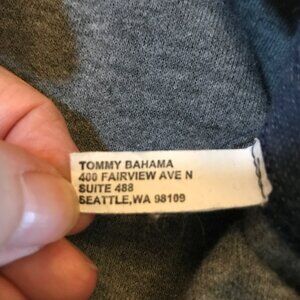 TOMMY BAHAMA
400 FAIRVIEW AVE N
SUITE 488
SEATTLE,WA 98109